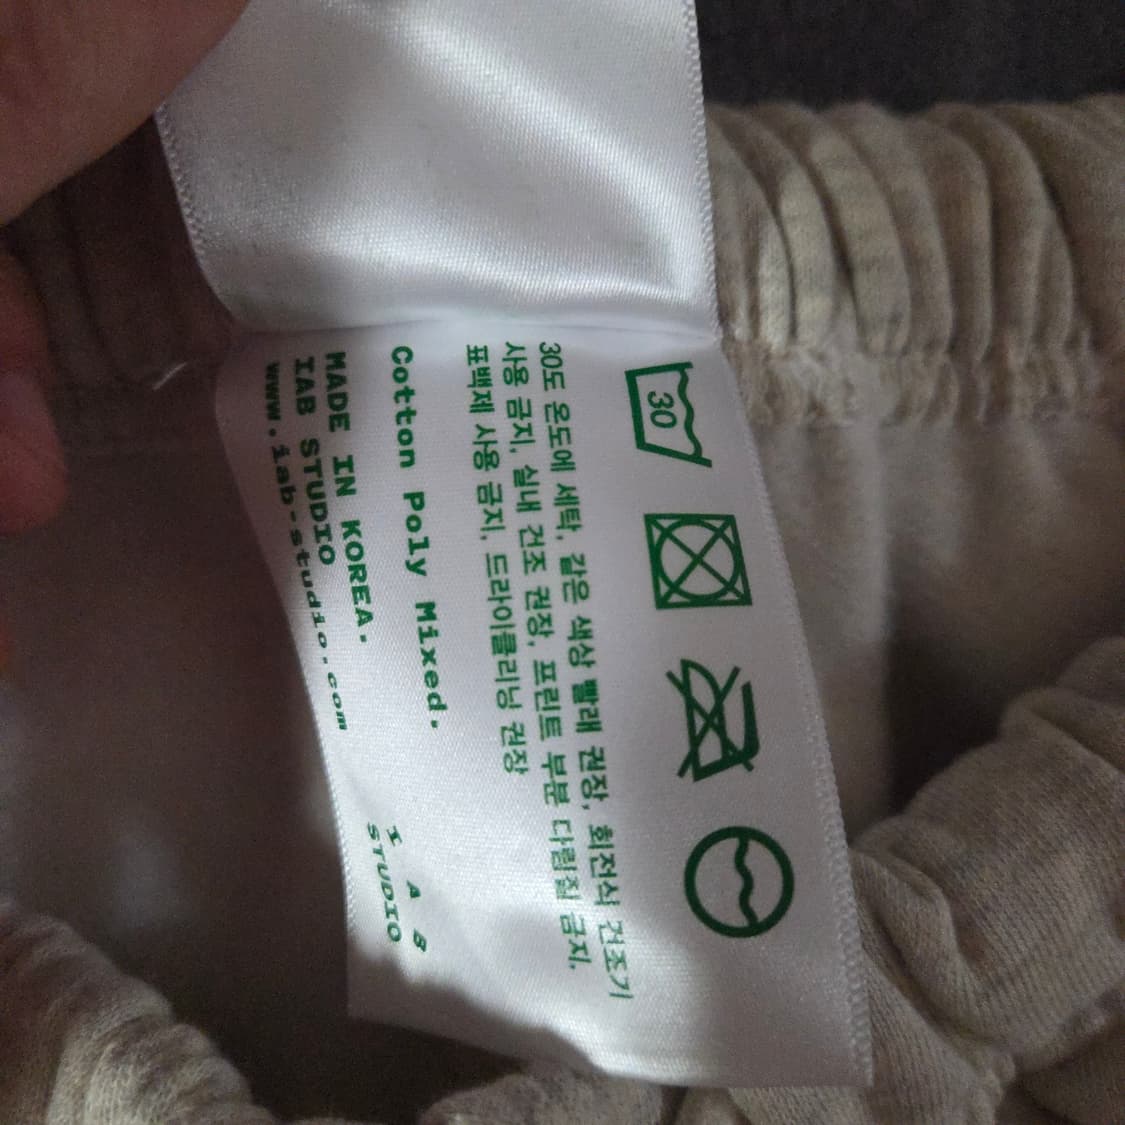 30
30도 온도에 세탁, 같은 색상 빨래 권장, 회전식 건조기
사용 금지, 실내 건조 권장, 프린트 부분 다림질 금지.
표백제 사용 금지, 드라이클리닝 권장
Cotton Poly Mixed.
MADE IN KOREA.
IAB STUDIO
www.iab-studio.com
I A B
STUDIO